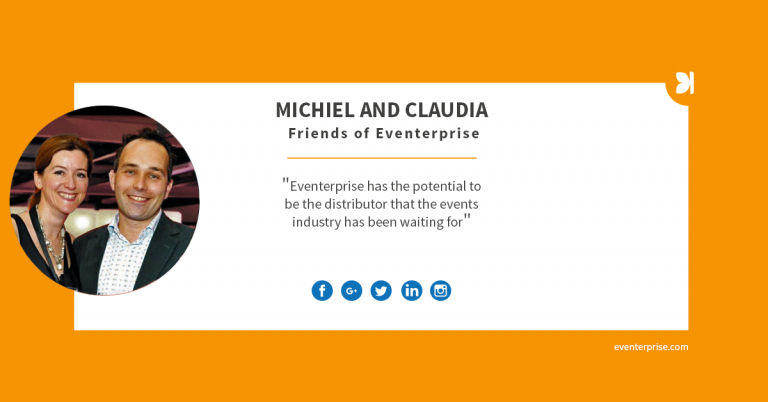 MICHIEL AND CLAUDIA
Friends of Eventerprise
"Eventerprise has the potential to
be the distributor that the events
industry has been waiting for"
f G+ in
eventerprise.com